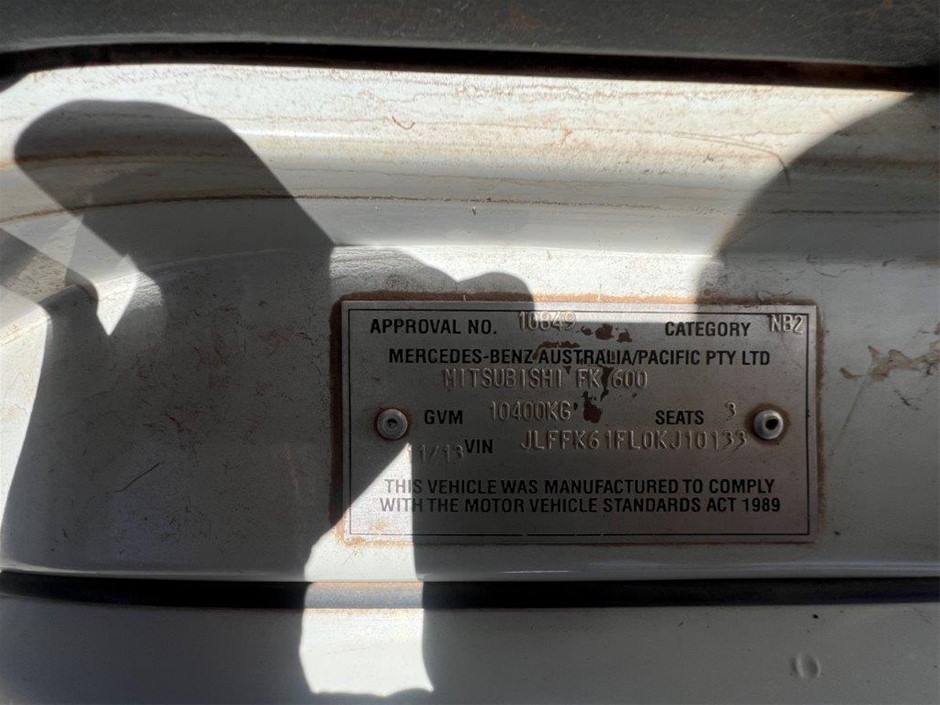 APPROVAL NO. 10849 CATEGORY NB2
MERCEDES-BENZ AUSTRALIA/PACIFIC PTY LTD
MITSUBISHI FK 600
GVM 10400KG SEATS 3
11/13 VIN JLFFK61FL0KJ10133
THIS VEHICLE WAS MANUFACTURED TO COMPLY
WITH THE MOTOR VEHICLE STANDARDS ACT 1989